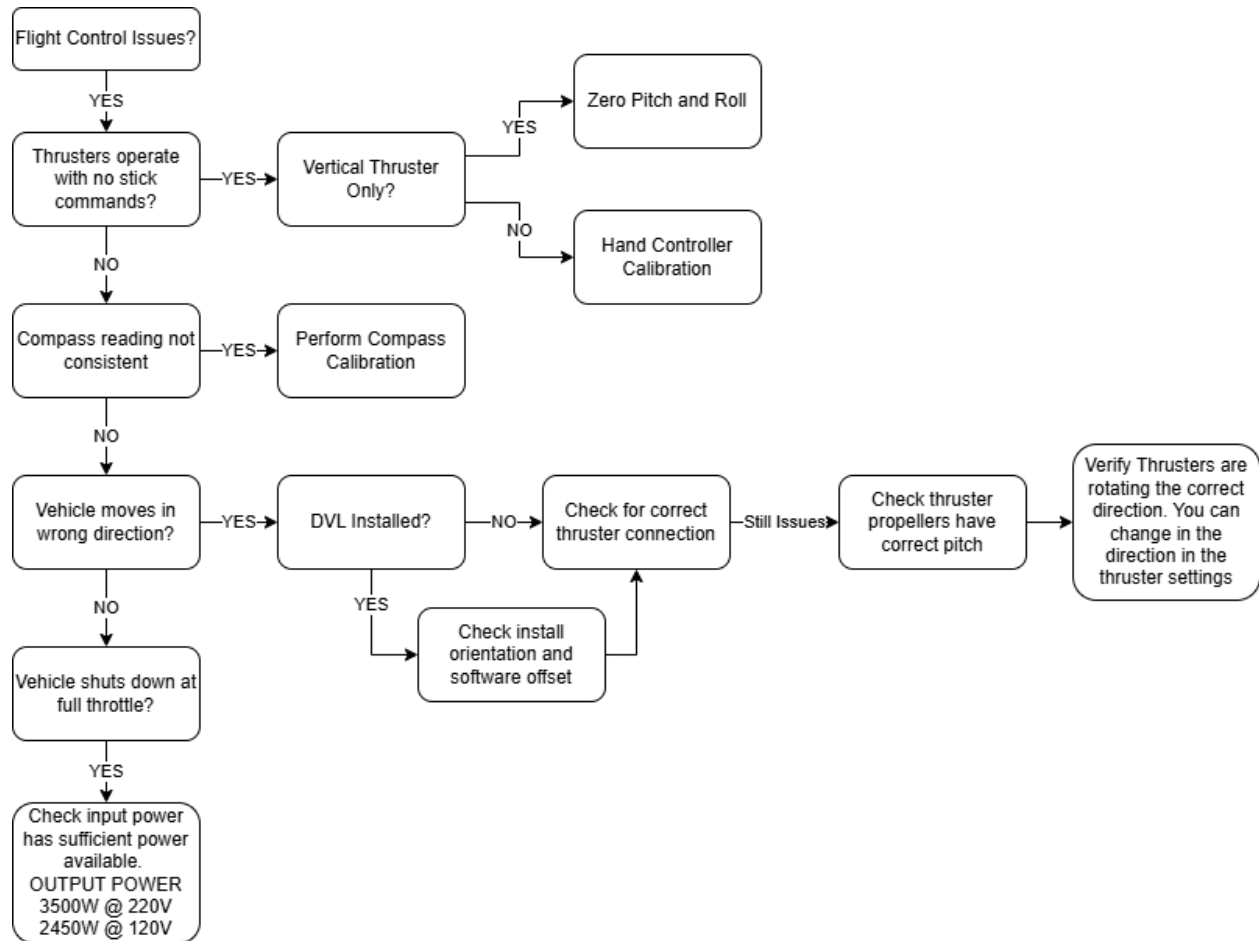 Flight Control Issues?
YES
Thrusters operate
with no stick
commands?
YES
Vertical Thruster
Only?
YES
Zero Pitch and Roll
NO
Hand Controller
Calibration
NO
Compass reading not
consistent
YES
Perform Compass
Calibration
NO
Vehicle moves in
wrong direction?
YES
DVL Installed?
NO
Check for correct
thruster connection
Still Issues
Check thruster
propellers have
correct pitch
Verify Thrusters are
rotating the correct
direction. You can
change in the
direction in the
thruster settings
YES
Check install
orientation and
software offset
NO
Vehicle shuts down at
full throttle?
YES
Check input power
has sufficient power
available.
OUTPUT POWER
3500W @ 220V
2450W @ 120V